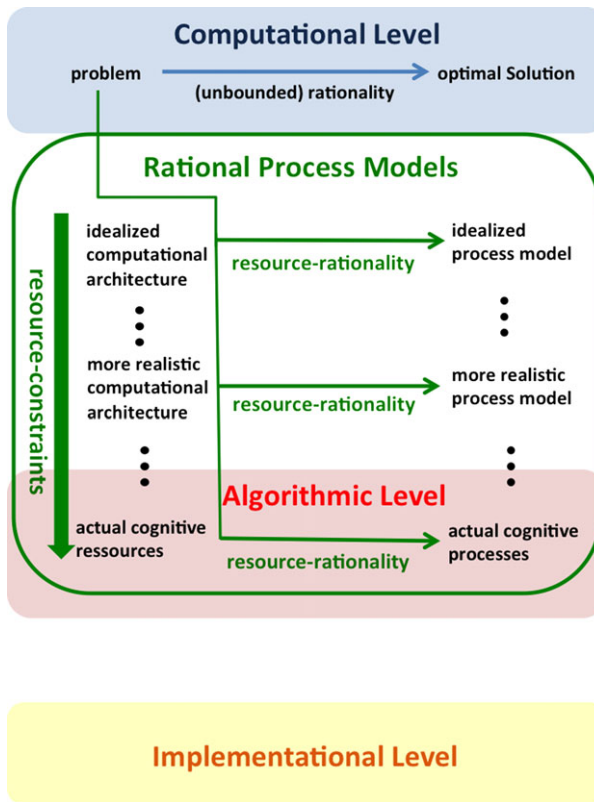 Computational Level
problem
optimal Solution
(unbounded) rationality
Rational Process Models
resource-constraints
idealized
computational
architecture
resource-rationality
idealized
process model
more realistic
computational
architecture
resource-rationality
more realistic
process model
Algorithmic Level
actual cognitive
ressources
resource-rationality
actual cognitive
processes
Implementational Level